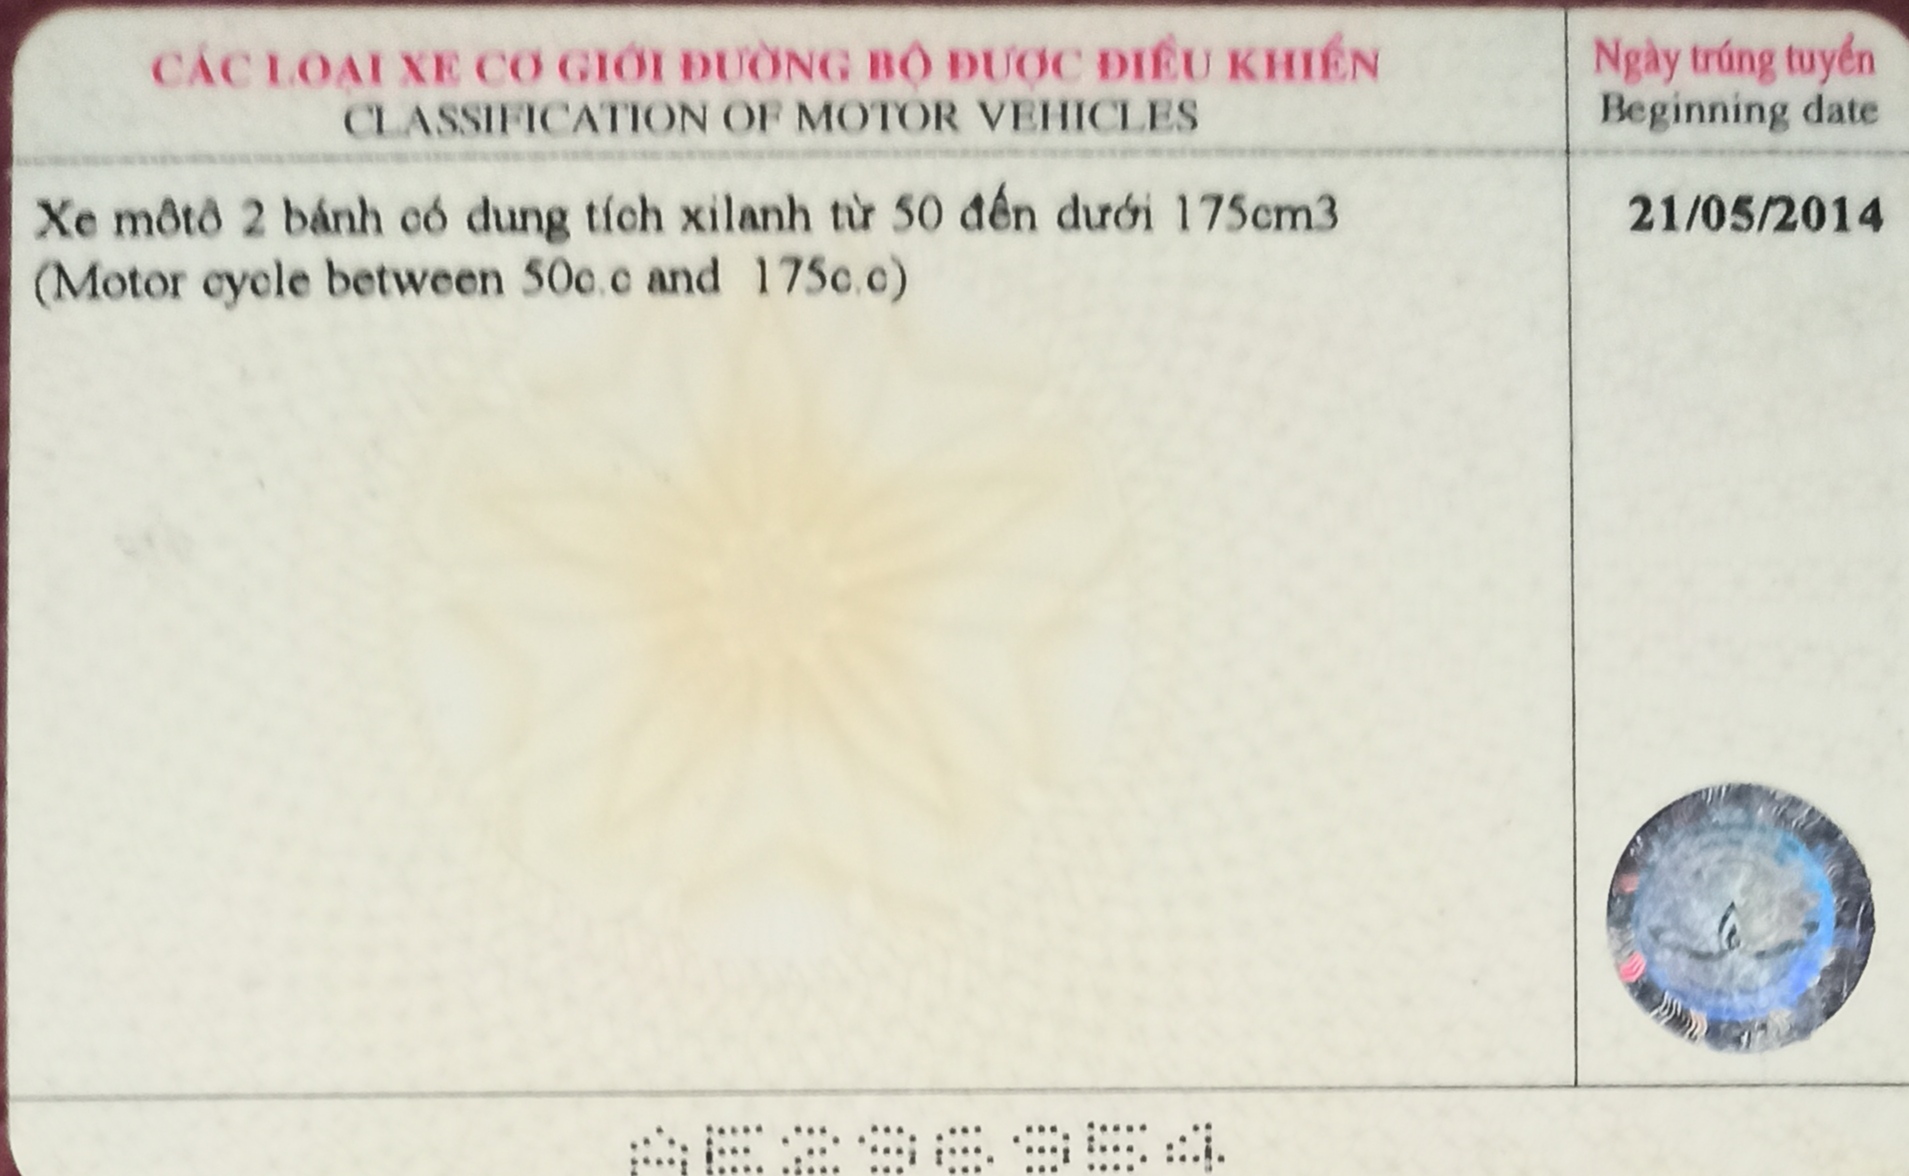 CÁC LOẠI XE CƠ GIỚI ĐƯỜNG BỘ ĐƯỢC ĐIỀU KHIỂN
CLASSIFICATION OF MOTOR VEHICLES
Ngày trúng tuyển
Beginning date
Xe môtô 2 bánh có dung tích xilanh từ 50 đến dưới 175cm3
(Motor cycle between 50c.c and 175c.c)
21/05/2014